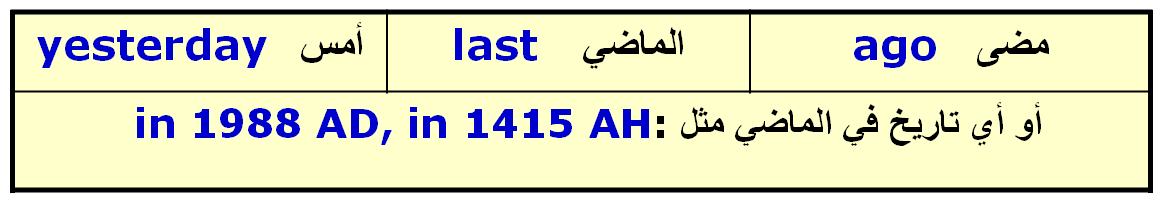 yesterday أمس last الماضي ago مضى
أو أي تاريخ في الماضي مثل: in 1988 AD, in 1415 AH